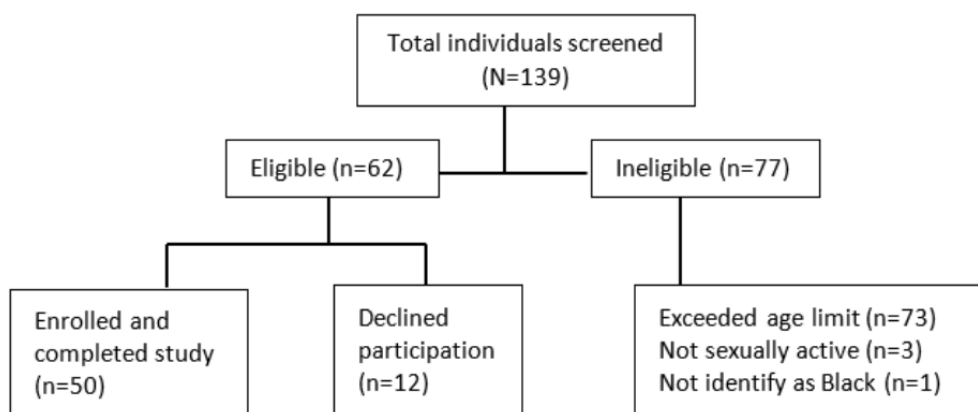 Total individuals screened
(N=139)
Eligible (n=62)
Ineligible (n=77)
Enrolled and
completed study
(n=50)
Declined
participation
(n=12)
Exceeded age limit (n=73)
Not sexually active (n=3)
Not identify as Black (n=1)